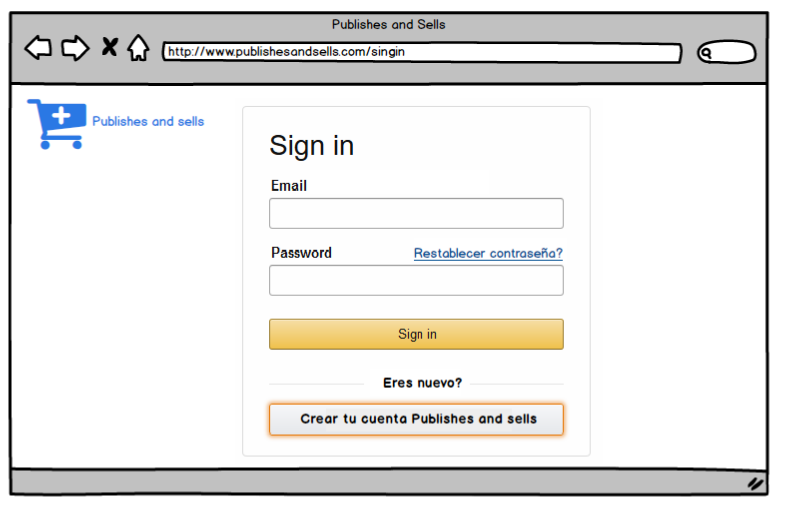 Publishes and Sells
http://www.publishesandsells.com/singin
Publishes and sells
Sign in
Email
Password
Restablecer contraseña?
Sign in
Eres nuevo?
Crear tu cuenta Publishes and sells